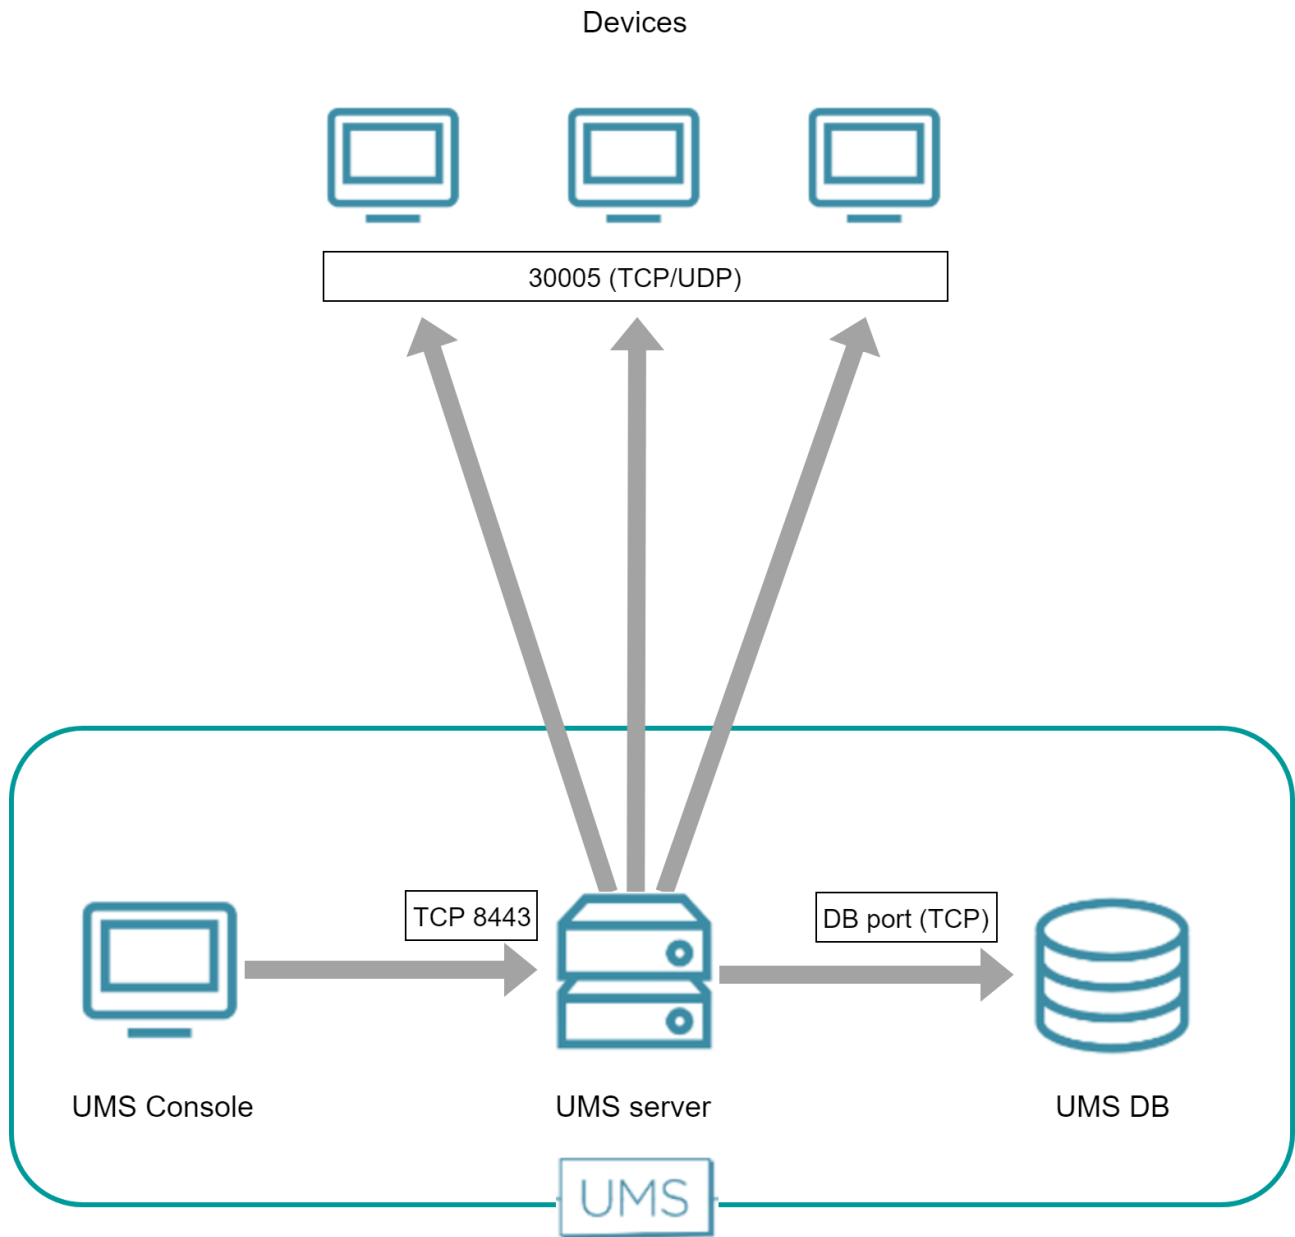 Devices
30005 (TCP/UDP)
TCP 8443
DB port (TCP)
UMS Console
UMS server
UMS DB
UMS